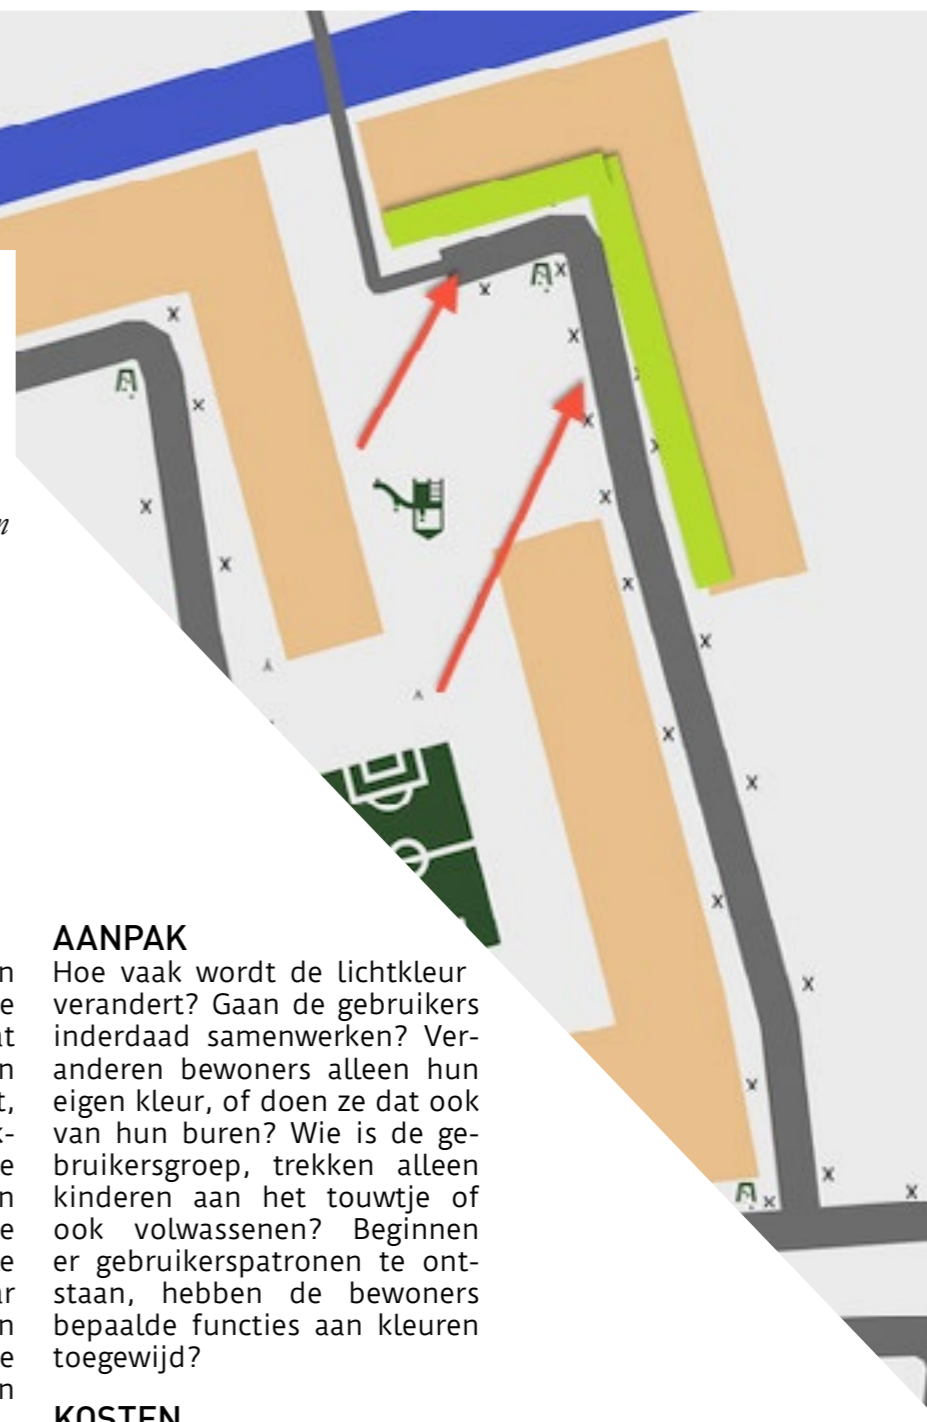 n
n
e
at
n
t,
k-
e
n
e
e
ar
n
e
n
AANPAK
Hoe vaak wordt de lichtkleur
verandert? Gaan de gebruikers
inderdaad samenwerken? Ver-
anderen bewoners alleen hun
eigen kleur, of doen ze dat ook
van hun buren? Wie is de ge-
bruikersgroep, trekken alleen
kinderen aan het touwtje of
ook volwassenen? Beginnen
er gebruikerspatronen te ont-
staan, hebben de bewoners
bepaalde functies aan kleuren
toegewijd?
KOSTEN